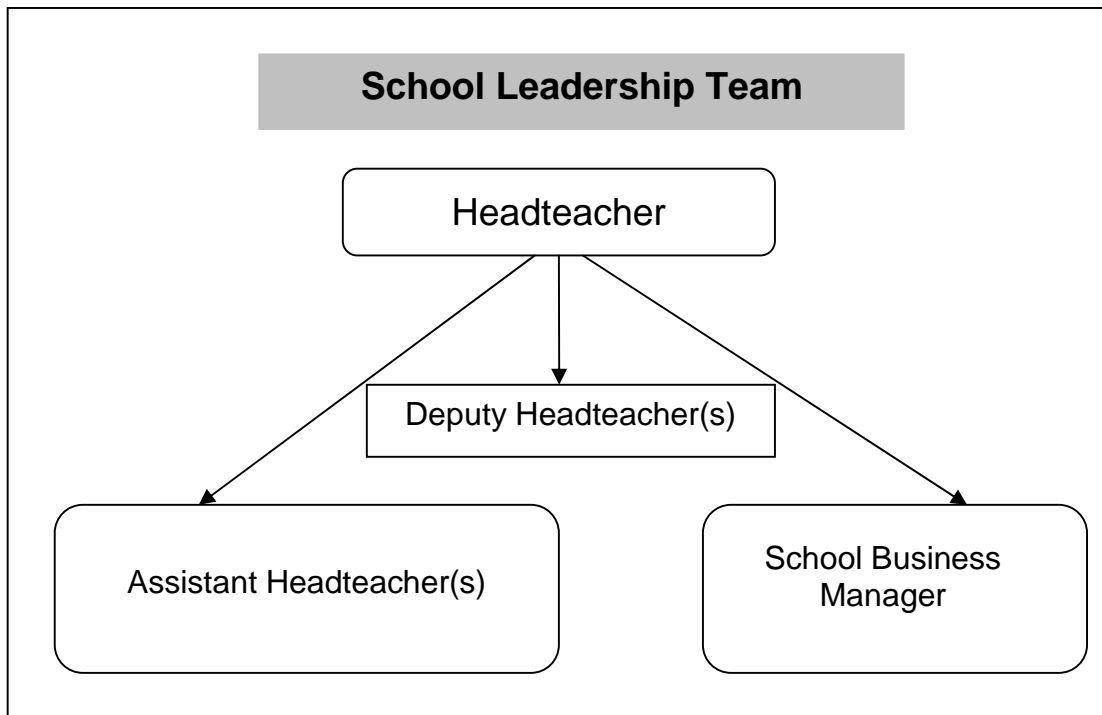 School Leadership Team
Headteacher
Deputy Headteacher(s)
Assistant Headteacher(s)
School Business
Manager